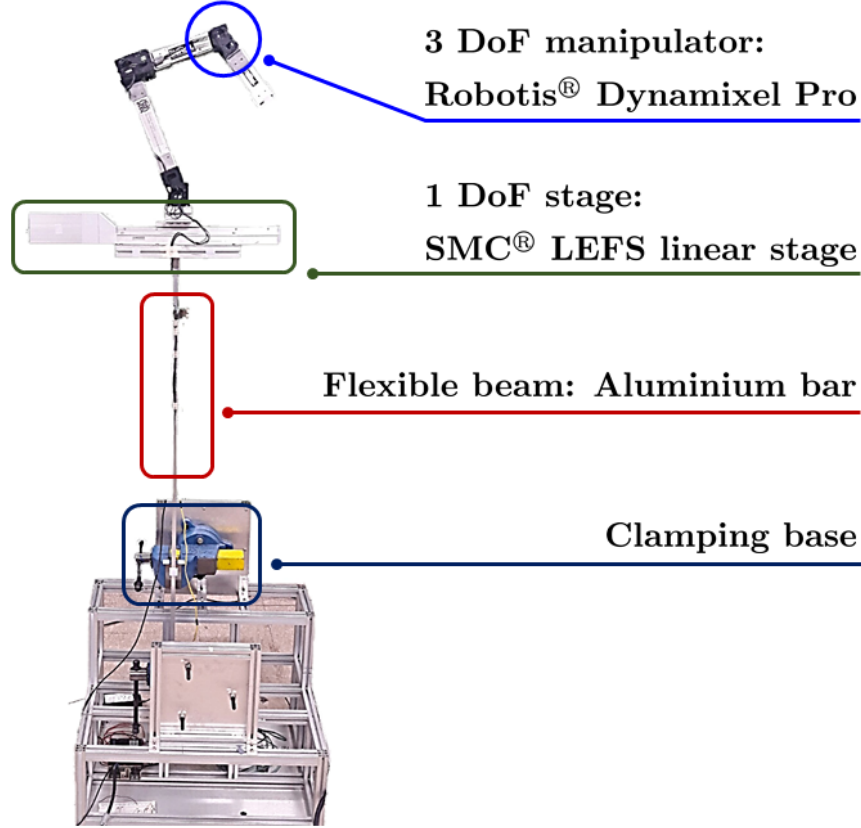 3 DoF manipulator:
Robotis® Dynamixel Pro
1 DoF stage:
SMC® LEFS linear stage
Flexible beam: Aluminium bar
Clamping base